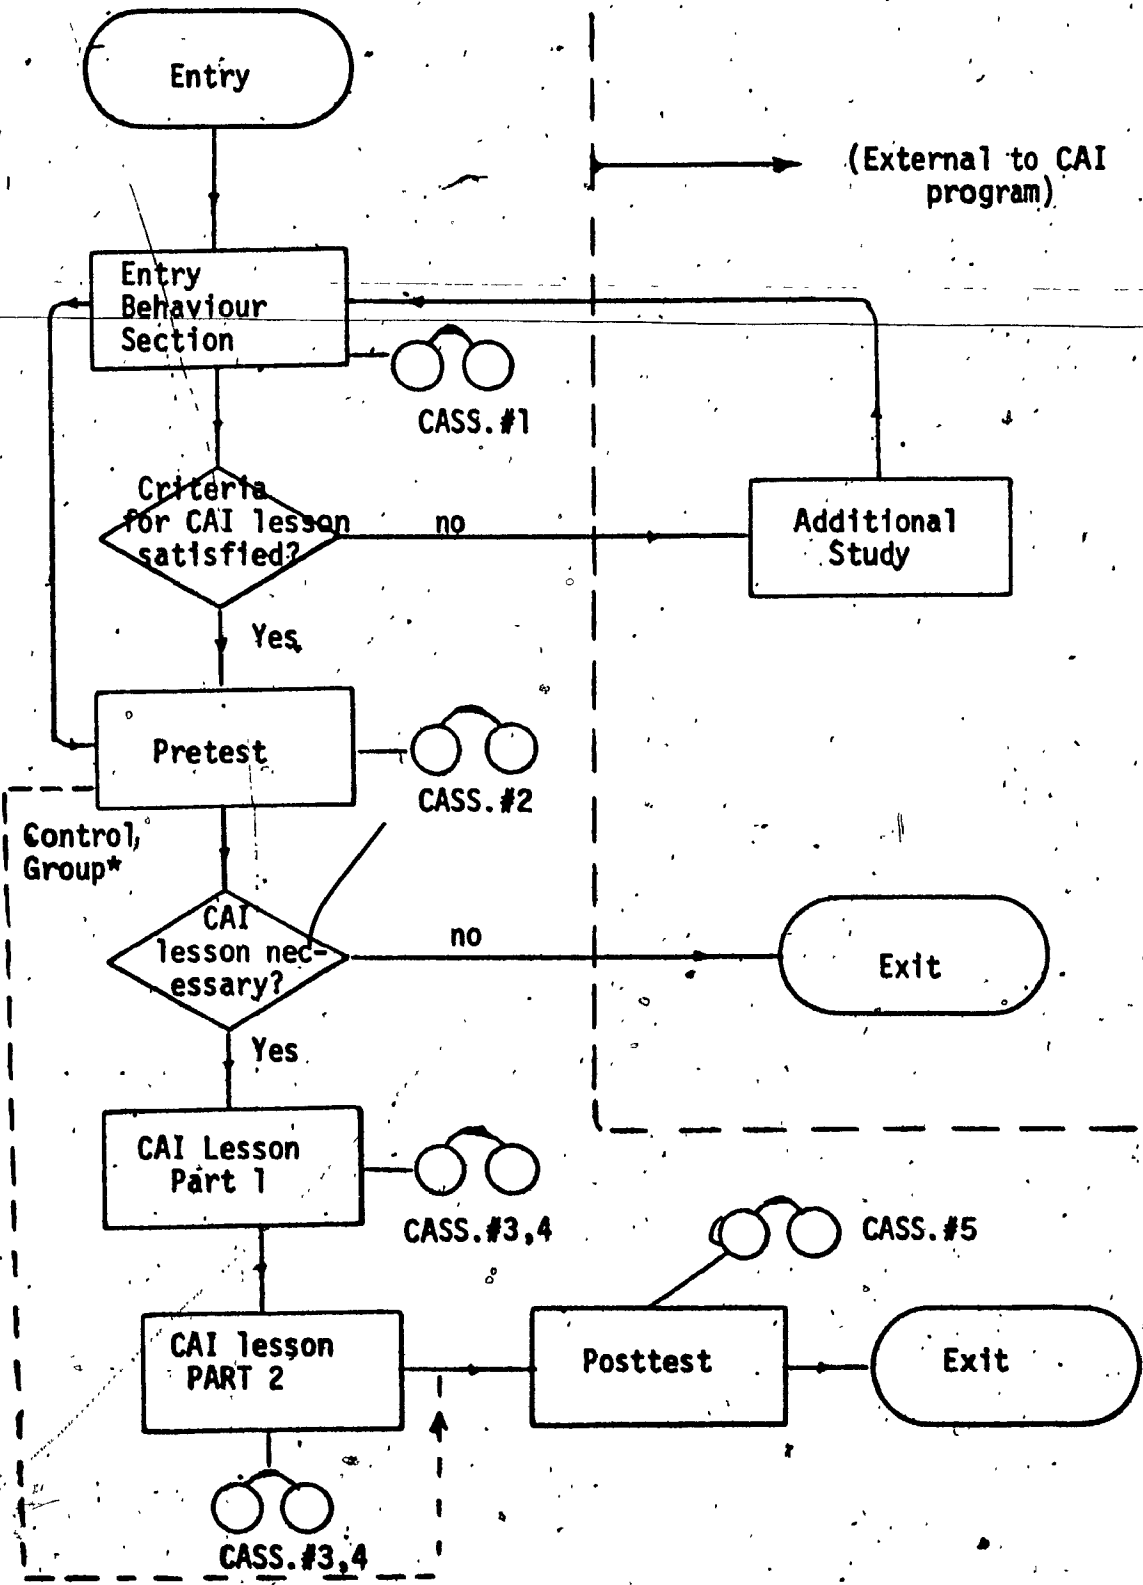 Entry
(External to CAI
program)
Entry
Behaviour
Section
CASS.#1
Criteria
for CAI lesson
satisfied?
no
Additional
Study
Yes
Pretest
CASS.#2
Control
Group*
CAI
lesson nec-
essary?
no
Exit
Yes
CAI Lesson
Part 1
CASS.#3,4
CASS.#5
CAI lesson
PART 2
Posttest
Exit
CASS.#3,4